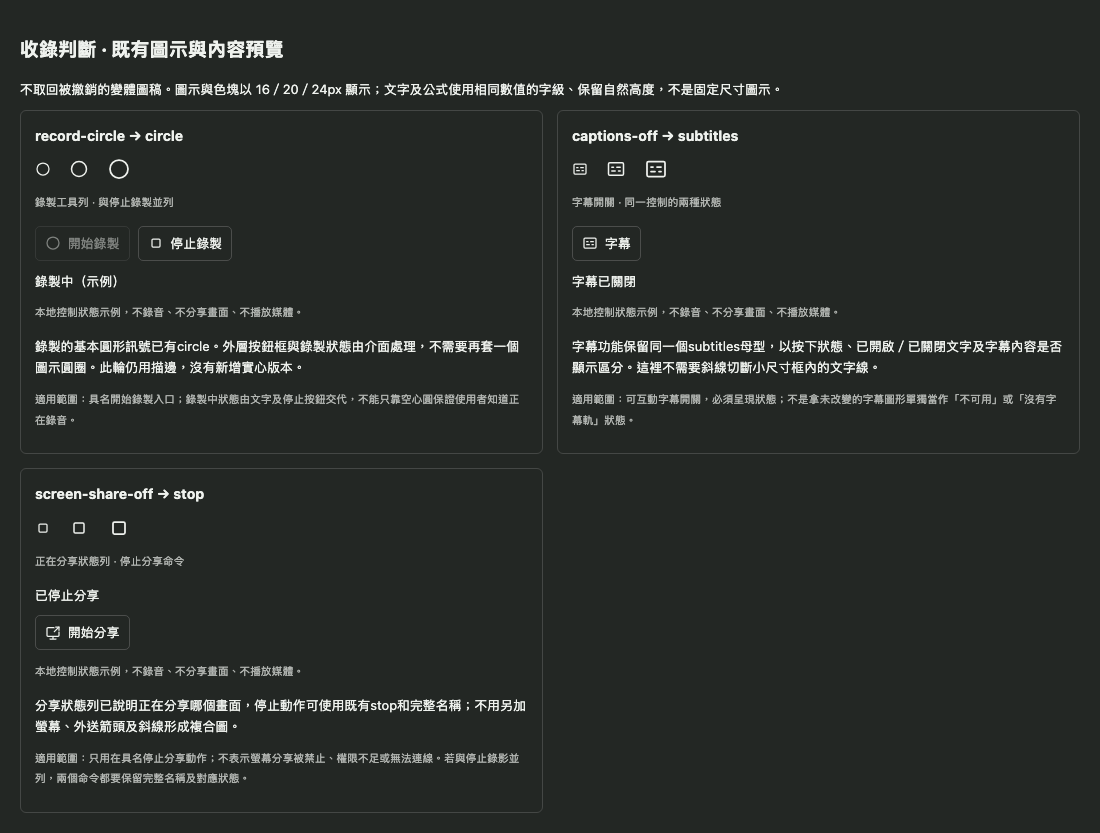 收錄判斷 · 既有圖示與內容預覽
不取回被撤銷的變體圖稿。圖示與色塊以 16 / 20 / 24px 顯示；文字及公式使用相同數值的字級、保留自然高度，不是固定尺寸圖示。
record-circle → circle
錄製工具列 · 與停止錄製並列
開始錄製
停止錄製
錄製中（示例）
本地控制狀態示例，不錄音、不分享畫面、不播放媒體。
錄製的基本圓形訊號已有circle。外層按鈕框與錄製狀態由介面處理，不需要再套一個
圖示圓圈。此輪仍用描邊，沒有新增實心版本。
適用範圍：具名開始錄製入口；錄製中狀態由文字及停止按鈕交代，不能只靠空心圓保證使用者知道正
在錄音。
captions-off → subtitles
字幕開關 · 同一控制的兩種狀態
字幕
字幕已關閉
本地控制狀態示例，不錄音、不分享畫面、不播放媒體。
字幕功能保留同一個subtitles母型，以按下狀態、已開啟 / 已關閉文字及字幕內容是否
顯示區分。這裡不需要斜線切斷小尺寸框內的文字線。
適用範圍：可互動字幕開關，必須呈現狀態；不是拿未改變的字幕圖形單獨當作「不可用」或「沒有字
幕軌」狀態。
screen-share-off → stop
正在分享狀態列 · 停止分享命令
已停止分享
開始分享
本地控制狀態示例，不錄音、不分享畫面、不播放媒體。
分享狀態列已說明正在分享哪個畫面，停止動作可使用既有stop和完整名稱；不用另加
螢幕、外送箭頭及斜線形成複合圖。
適用範圍：只用在具名停止分享動作；不表示螢幕分享被禁止、權限不足或無法連線。若與停止錄影並
列，兩個命令都要保留完整名稱及對應狀態。